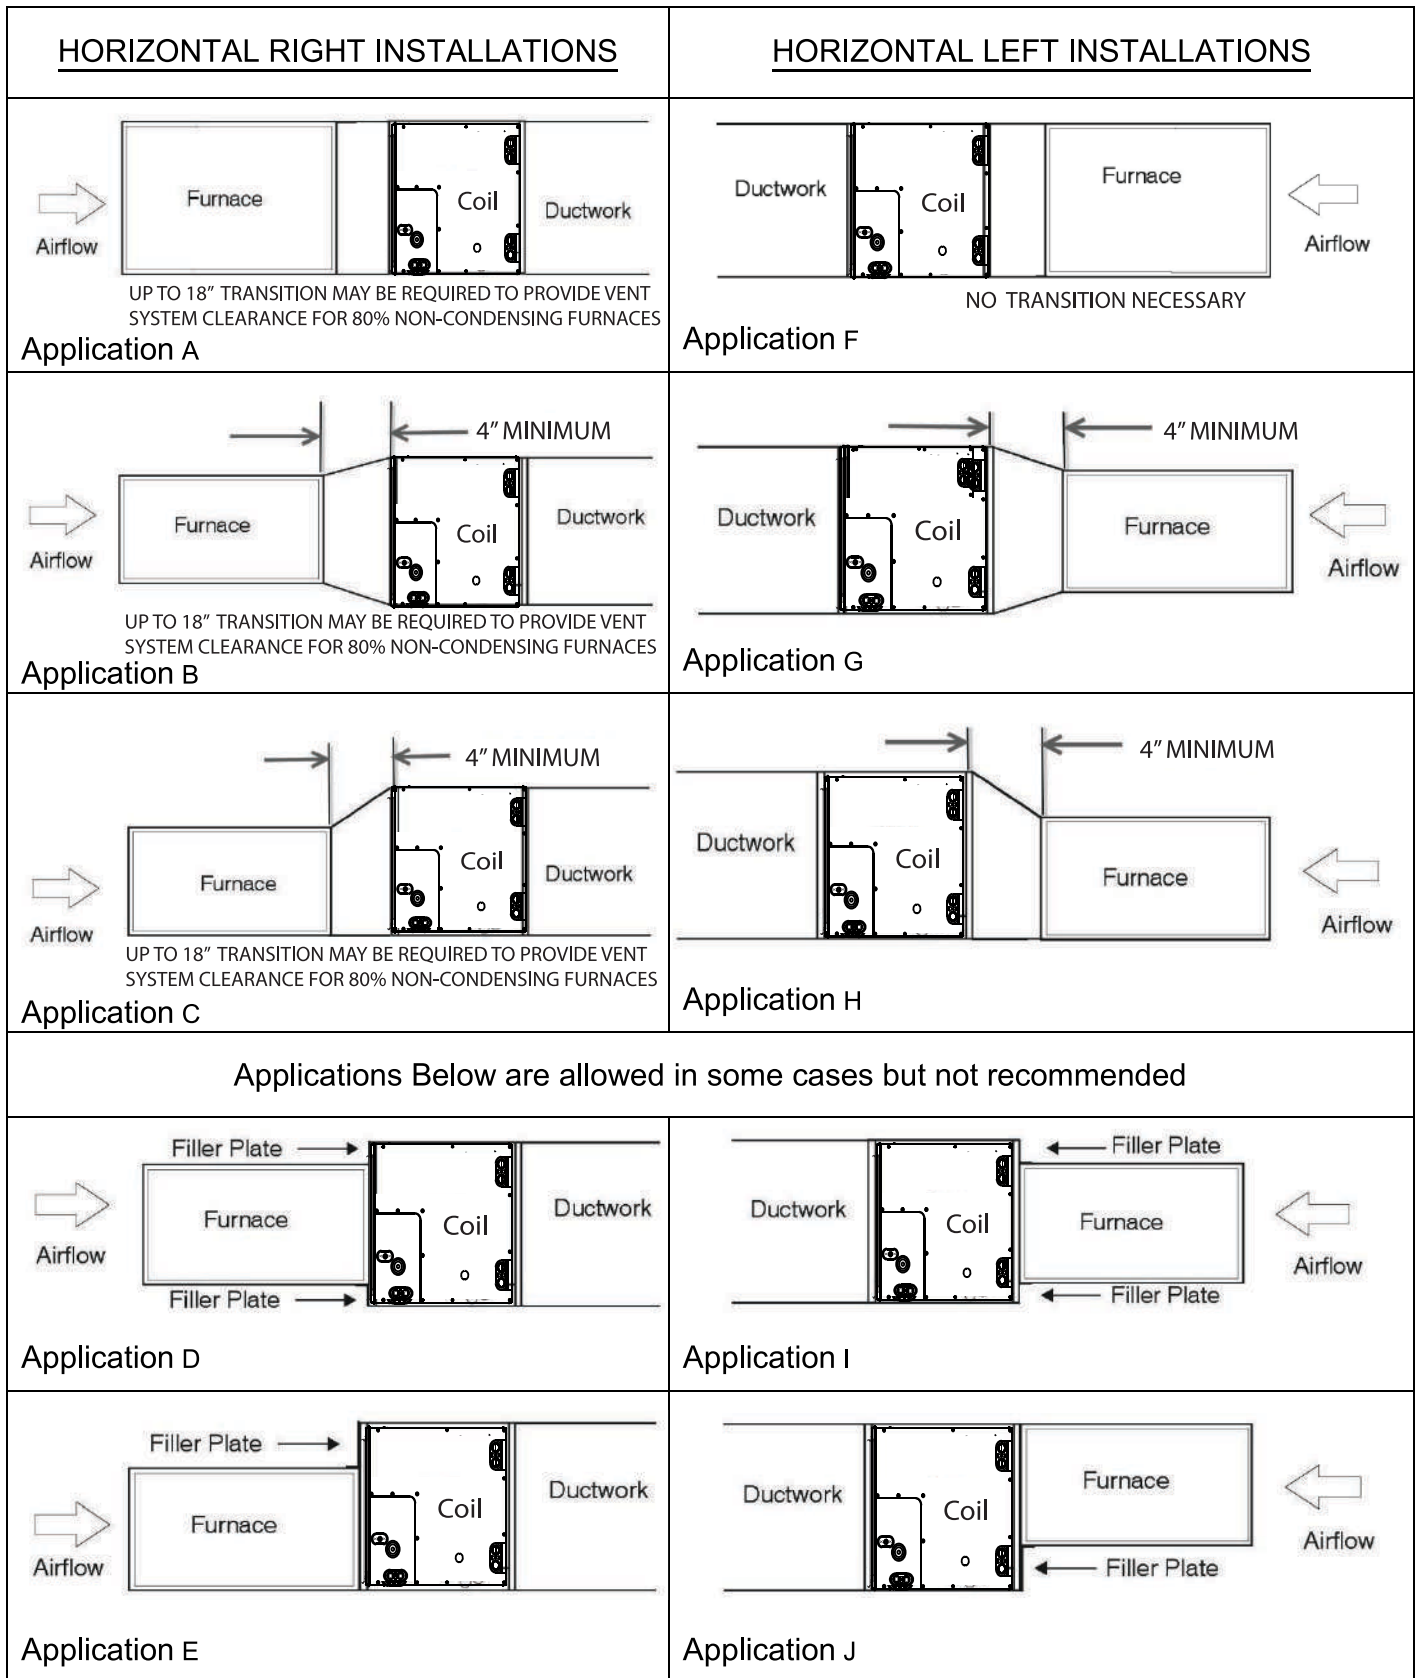 HORIZONTAL RIGHT INSTALLATIONS
HORIZONTAL LEFT INSTALLATIONS
Furnace
Coil
Ductwork
Airflow
UP TO 18" TRANSITION MAY BE REQUIRED TO PROVIDE VENT
SYSTEM CLEARANCE FOR 80% NON-CONDENSING FURNACES
Application A
Ductwork
Coil
Furnace
Airflow
NO TRANSITION NECESSARY
Application F
4" MINIMUM
Furnace
Coil
Ductwork
Airflow
UP TO 18" TRANSITION MAY BE REQUIRED TO PROVIDE VENT
SYSTEM CLEARANCE FOR 80% NON-CONDENSING FURNACES
Application B
4" MINIMUM
Ductwork
Coil
Furnace
Airflow
Application G
4" MINIMUM
Furnace
Coil
Ductwork
Airflow
UP TO 18" TRANSITION MAY BE REQUIRED TO PROVIDE VENT
SYSTEM CLEARANCE FOR 80% NON-CONDENSING FURNACES
Application C
4" MINIMUM
Ductwork
Coil
Furnace
Airflow
Application H
Applications Below are allowed in some cases but not recommended
Filler Plate
Furnace
Coil
Ductwork
Airflow
Filler Plate
Application D
Filler Plate
Ductwork
Coil
Furnace
Airflow
Filler Plate
Application I
Filler Plate
Furnace
Coil
Ductwork
Airflow
Application E
Ductwork
Coil
Furnace
Airflow
Filler Plate
Application J